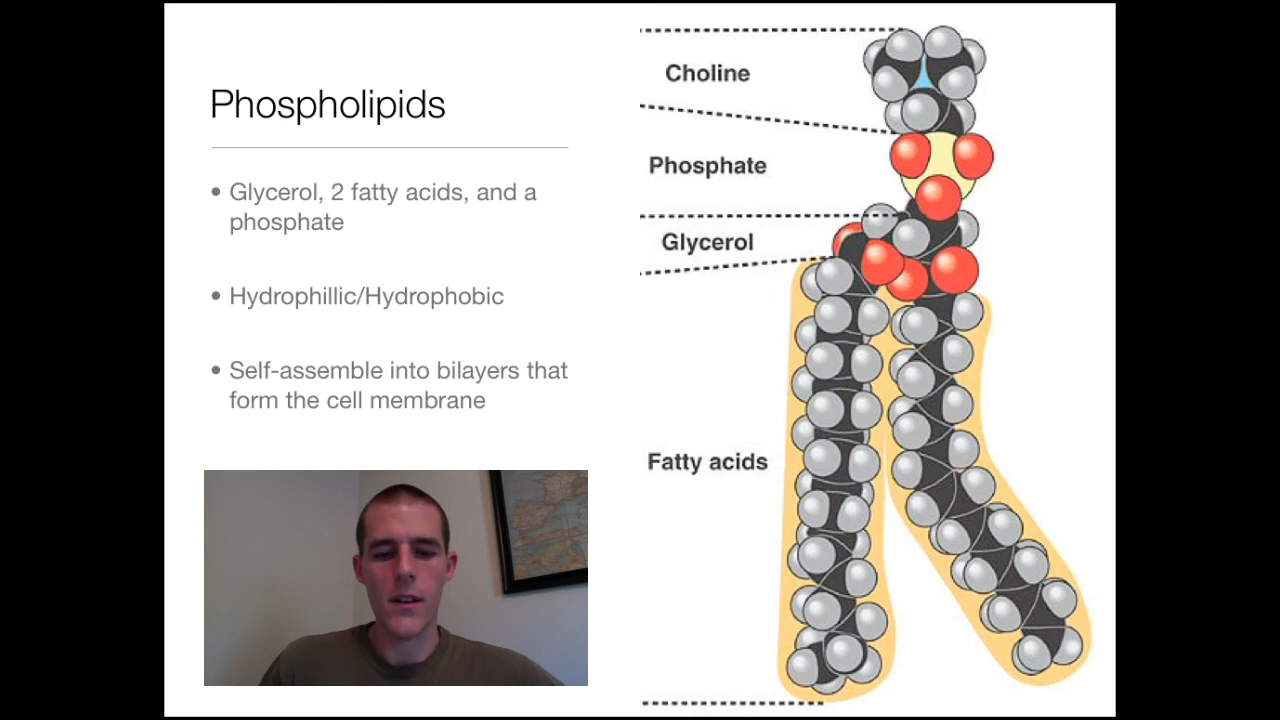 Phospholipids
• Glycerol, 2 fatty acids, and a
phosphate
• Hydrophillic/Hydrophobic
• Self-assemble into bilayers that
form the cell membrane
Choline
Phosphate
Glycerol
Fatty acids